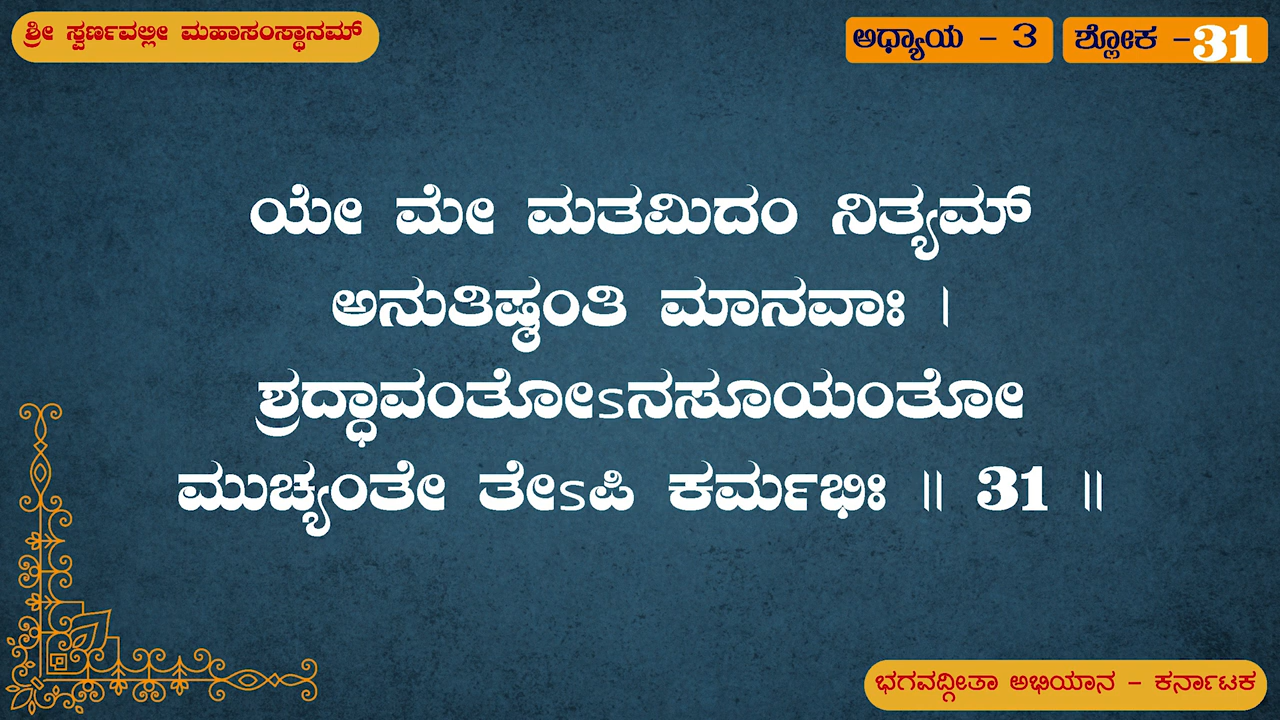 ಶ್ರೀ ಸ್ವರ್ಣವಲ್ಲೀ ಮಹಾಸಂಸ್ಥಾನಮ್
ಅಧ್ಯಾಯ - 3
ಶ್ಲೋಕ -31
ಯೇ ಮೇ ಮತಮಿದಂ ನಿತ್ಯಮ್
ಅನುತಿಷ್ಠಂತಿ ಮಾನವಾಃ ।
ಶ್ರದ್ಧಾವಂತೋಽನಸೂಯಂತೋ
ಮುಚ್ಯಂತೇ ತೇಽಪಿ ಕರ್ಮಭಿಃ ॥ 31 ॥
ಭಗವದ್ಗೀತಾ ಅಭಿಯಾನ - ಕರ್ನಾಟಕ